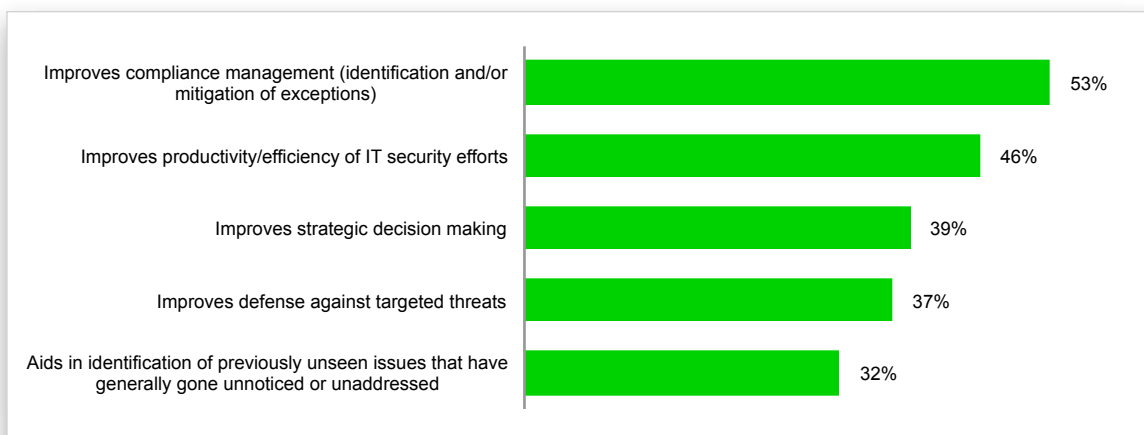 Improves compliance management (identification and/or
mitigation of exceptions)
53%
Improves productivity/efficiency of IT security efforts
46%
Improves strategic decision making
39%
Improves defense against targeted threats
37%
Aids in identification of previously unseen issues that have
generally gone unnoticed or unaddressed
32%